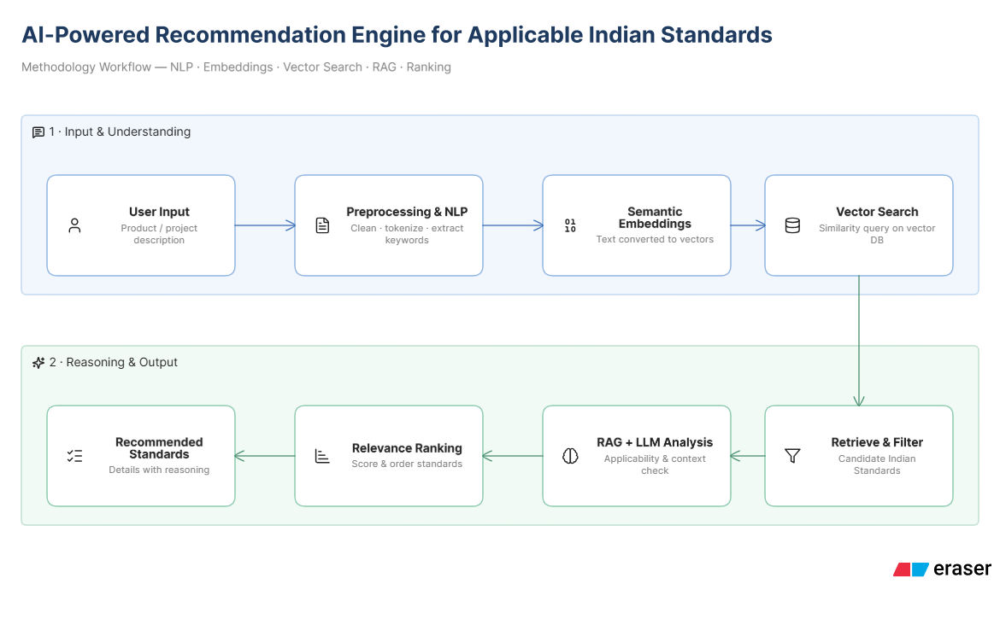 AI-Powered Recommendation Engine for Applicable Indian Standards
Methodology Workflow — NLP · Embeddings · Vector Search · RAG · Ranking
1 · Input & Understanding
User Input
Product / project
description
Preprocessing & NLP
Clean · tokenize · extract
keywords
01
10
Semantic
Embeddings
Text converted to vectors
Vector Search
Similarity query on vector
DB
2 · Reasoning & Output
Recommended
Standards
Details with reasoning
Relevance Ranking
Score & order standards
RAG + LLM Analysis
Applicability & context
check
Retrieve & Filter
Candidate Indian
Standards
eraser